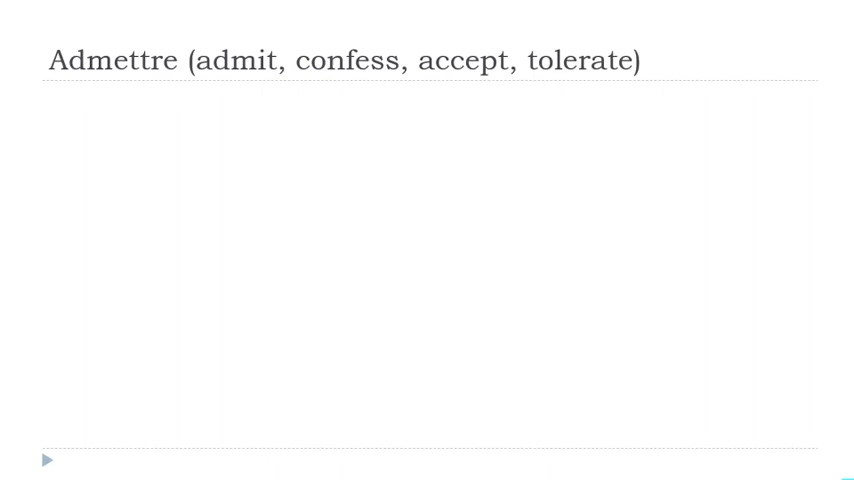 Admettre (admit, confess, accept, tolerate)